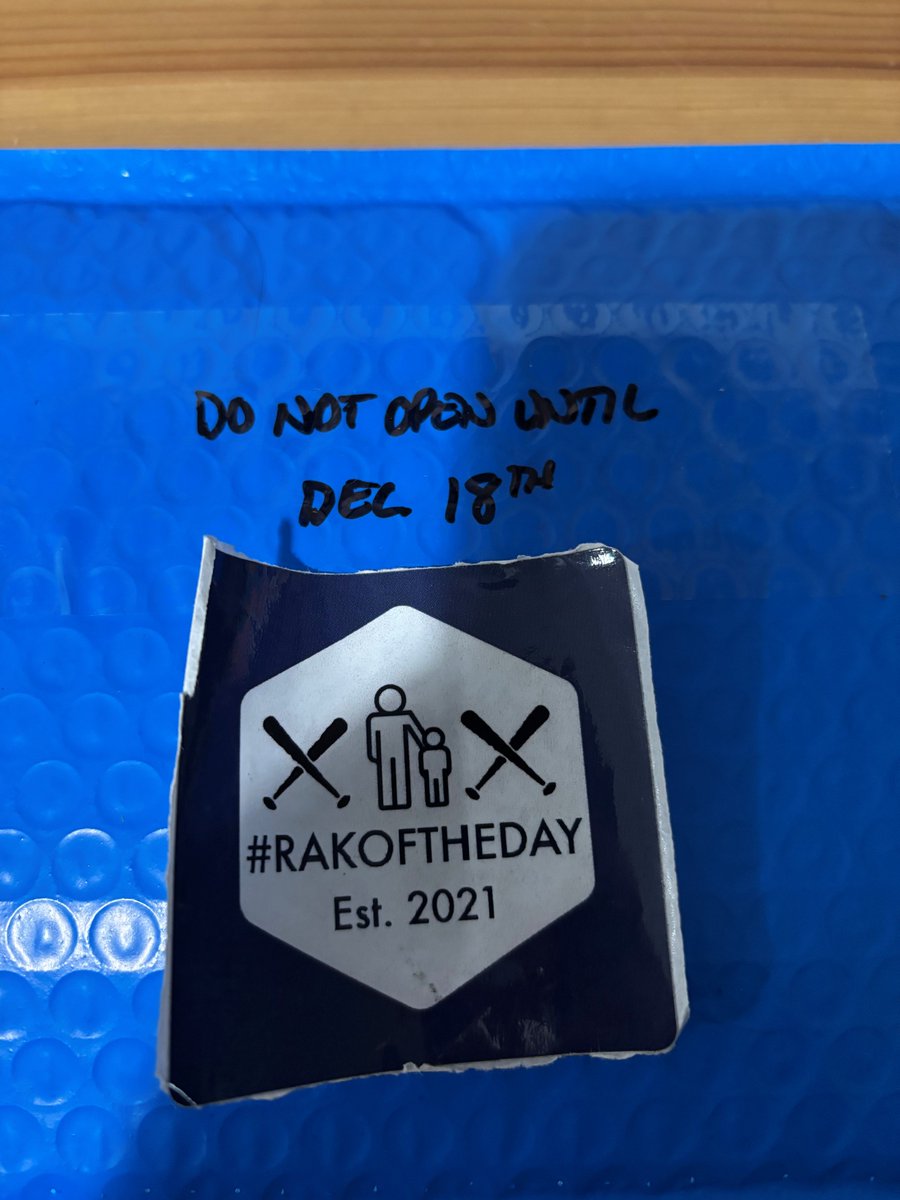 DO NOT OPEN UNTIL
DEC 18TH
#RAKOFTHEDAY
Est. 2021